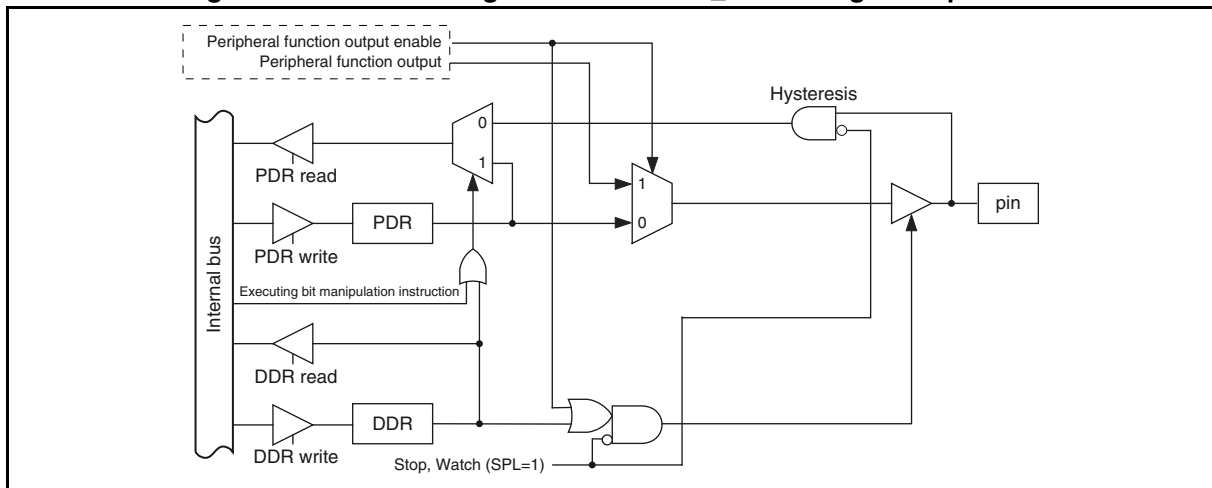 Peripheral function output enable
Peripheral function output
Hysteresis
0
1
PDR read
1
0
pin
PDR
PDR write
Internal bus
Executing bit manipulation instruction
DDR read
DDR
DDR write
Stop, Watch (SPL=1)